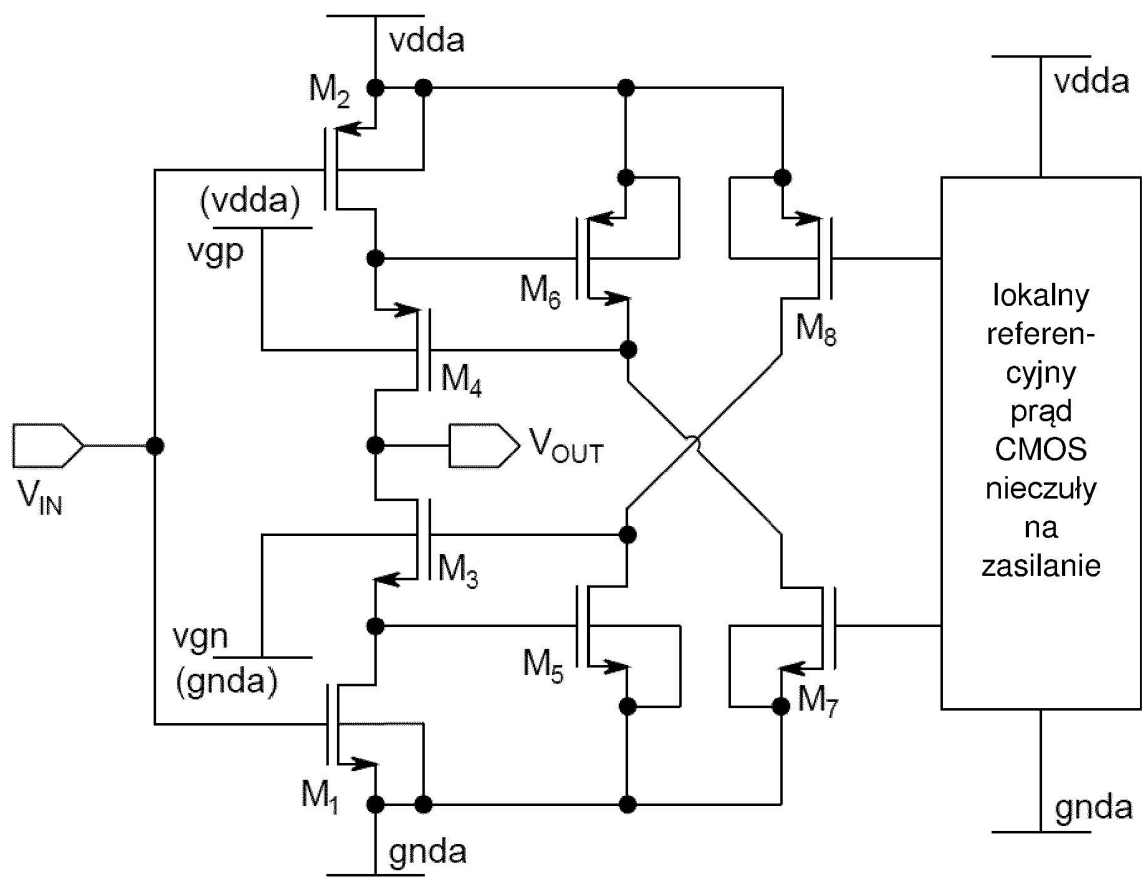 vdda
M2
vdda
(vdda)
vgp
M6
M8
M4
VIN
VOUT
lokalny
referen-
cyjny
prąd
CMOS
nieczuły
na
zasilanie
M3
vgn
(gnda)
M5
M7
M1
gnda
gnda